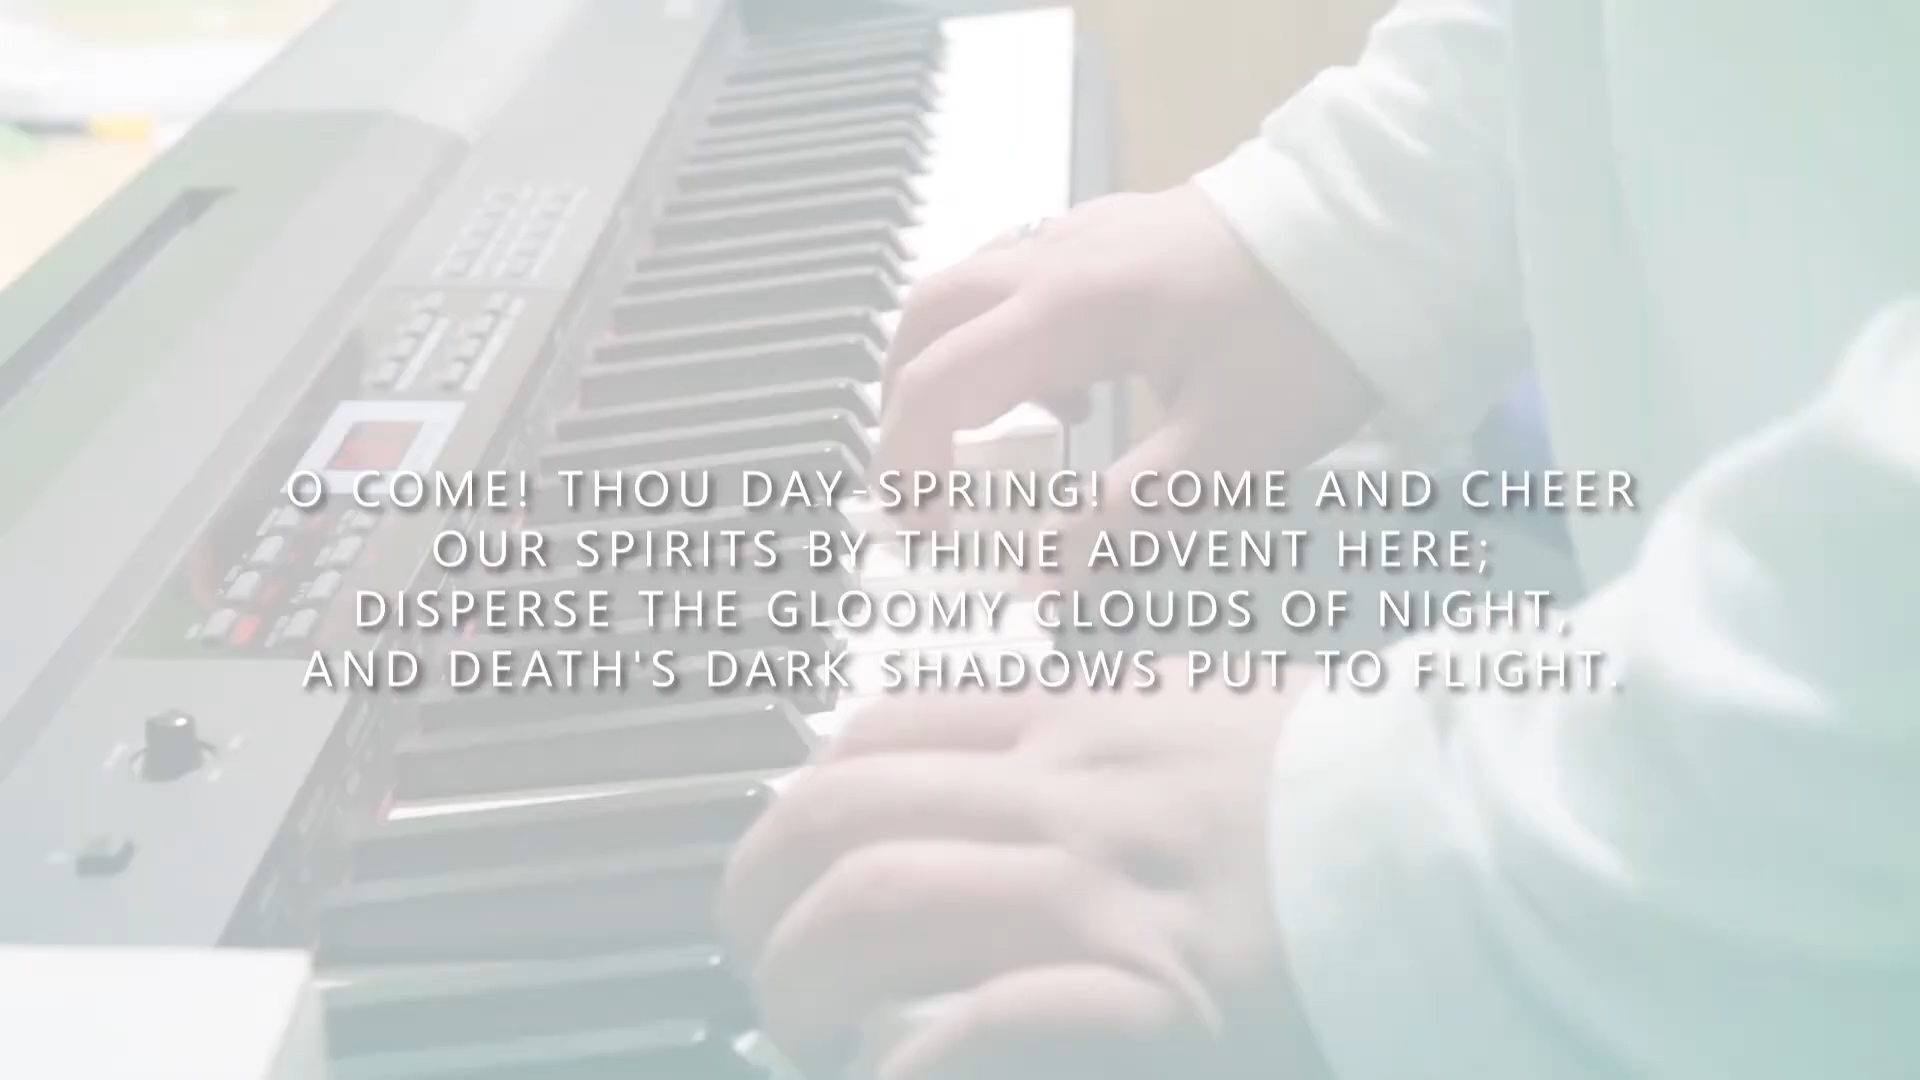 O COME! THOU DAY-SPRING! COME AND CHEER
OUR SPIRITS BY THINE ADVENT HERE;
DISPERSE THE GLOOMY CLOUDS OF NIGHT,
AND DEATH'S DARK SHADOWS PUT TO FLIGHT.